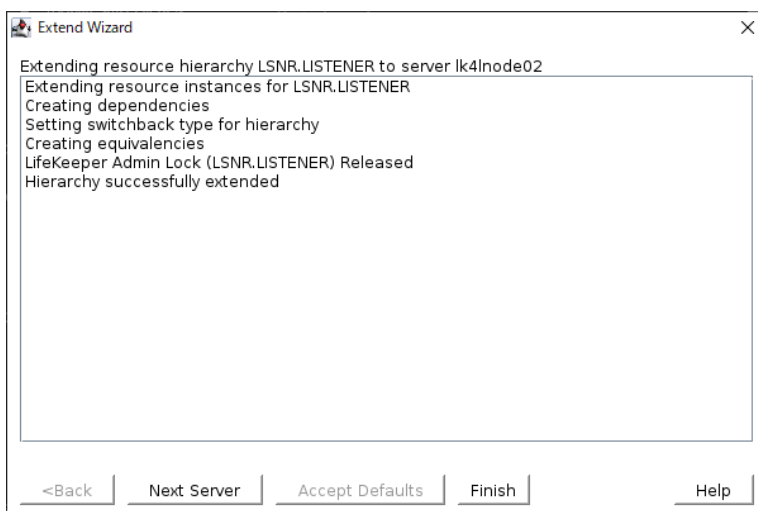 Extend Wizard
Extending resource hierarchy LSNR.LISTENER to server lk4lnode02
Extending resource instances for LSNR.LISTENER
Creating dependencies
Setting switchback type for hierarchy
Creating equivalencies
LifeKeeper Admin Lock (LSNR.LISTENER) Released
Hierarchy successfully extended
<Back
Next Server
Accept Defaults
Finish
Help